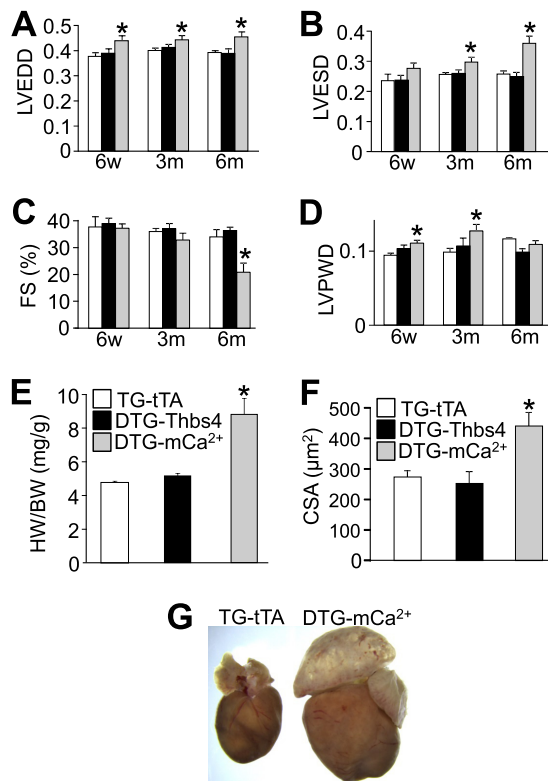 A
LVEDD
0.6
0.5
0.4
0.3
0.2
0.1
0
* * *
6w 3m 6m
B
LVESD
0.4
0.3
0.2
0.1
0
* *
6w 3m 6m
C
FS (%)
40
30
20
10
0
*
6w 3m 6m
D
LVPWD
0.1
0
* *
6w 3m 6m
E
HW/BW (mg/g)
10
8
6
4
2
0
TG-tTA
DTG-Thbs4
DTG-mCa²⁺
*
F
CSA (µm²)
500
400
300
200
100
0
TG-tTA
DTG-Thbs4
DTG-mCa²⁺
*
G
TG-tTA DTG-mCa²⁺